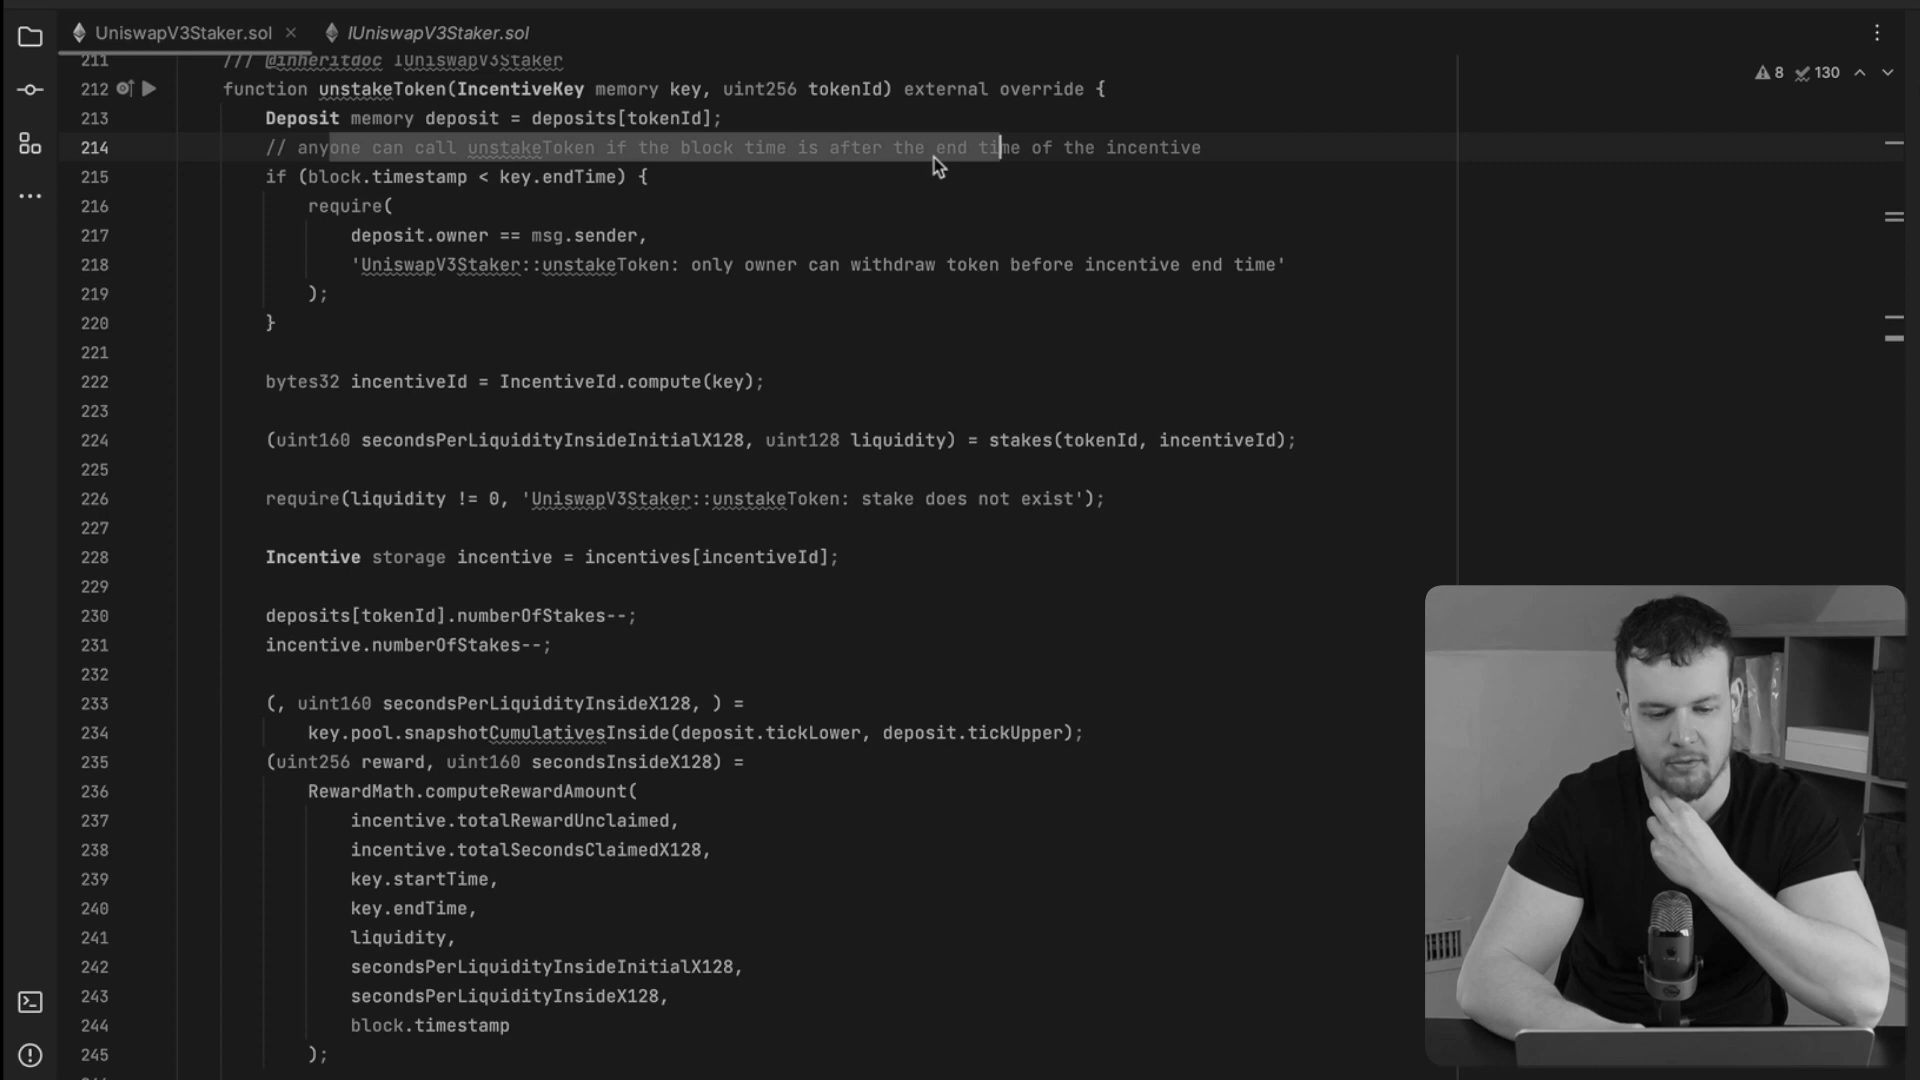 UniswapV3Staker.sol × IUniswapV3Staker.sol
8 130
211 /// @inheritdoc IUniswapV3Staker
212 function unstakeToken(IncentiveKey memory key, uint256 tokenId) external override {
213 Deposit memory deposit = deposits[tokenId];
214 // anyone can call unstakeToken if the block time is after the end time of the incentive
215 if (block.timestamp < key.endTime) {
216 require(
217 deposit.owner == msg.sender,
218 'UniswapV3Staker::unstakeToken: only owner can withdraw token before incentive end time'
219 );
220 }
221
222 bytes32 incentiveId = IncentiveId.compute(key);
223
224 (uint160 secondsPerLiquidityInsideInitialX128, uint128 liquidity) = stakes(tokenId, incentiveId);
225
226 require(liquidity != 0, 'UniswapV3Staker::unstakeToken: stake does not exist');
227
228 Incentive storage incentive = incentives[incentiveId];
229
230 deposits[tokenId].numberOfStakes--;
231 incentive.numberOfStakes--;
232
233 (, uint160 secondsPerLiquidityInsideX128, ) =
234 key.pool.snapshotCumulativesInside(deposit.tickLower, deposit.tickUpper);
235 (uint256 reward, uint160 secondsInsideX128) =
236 RewardMath.computeRewardAmount(
237 incentive.totalRewardUnclaimed,
238 incentive.totalSecondsClaimedX128,
239 key.startTime,
240 key.endTime,
241 liquidity,
242 secondsPerLiquidityInsideInitialX128,
243 secondsPerLiquidityInsideX128,
244 block.timestamp
245 );